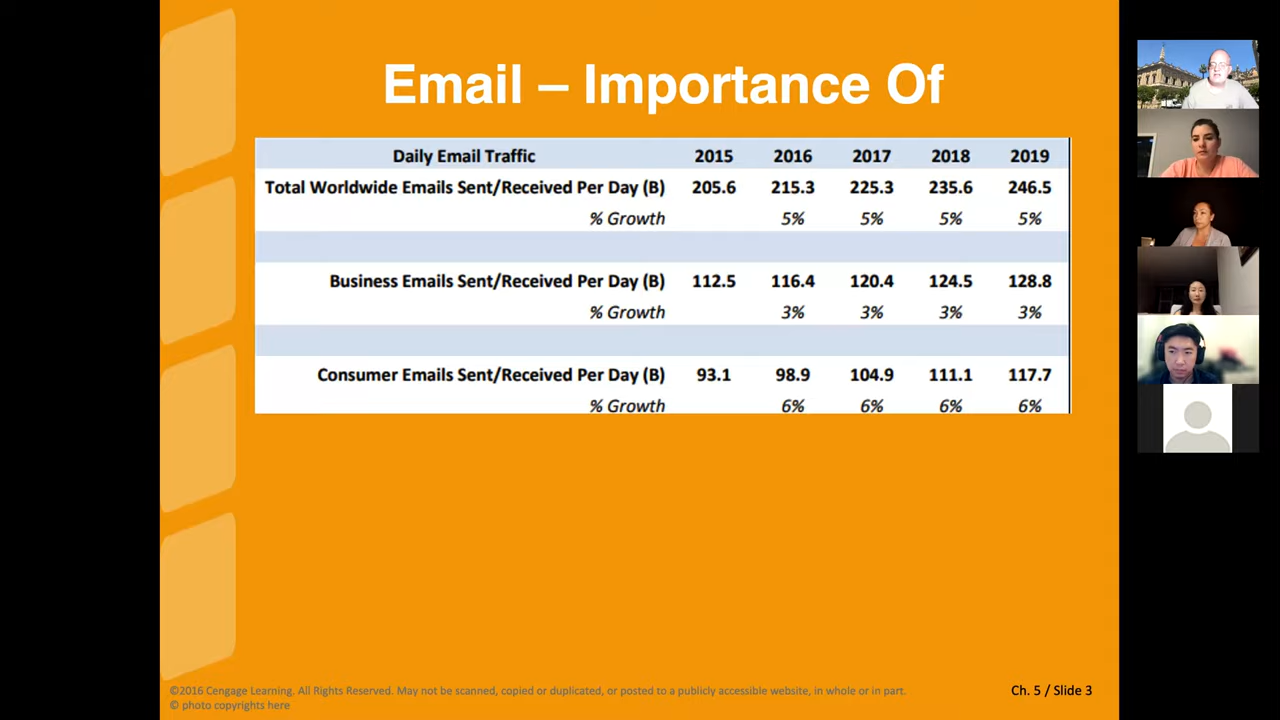 Email – Importance Of
Daily Email Traffic 2015 2016 2017 2018 2019
Total Worldwide Emails Sent/Received Per Day (B) 205.6 215.3 225.3 235.6 246.5
% Growth 5% 5% 5% 5%
Business Emails Sent/Received Per Day (B) 112.5 116.4 120.4 124.5 128.8
% Growth 3% 3% 3% 3%
Consumer Emails Sent/Received Per Day (B) 93.1 98.9 104.9 111.1 117.7
% Growth 6% 6% 6% 6%
©2016 Cengage Learning. All Rights Reserved. May not be scanned, copied or duplicated, or posted to a publicly accessible website, in whole or in part.
© photo copyrights here
Ch. 5 / Slide 3